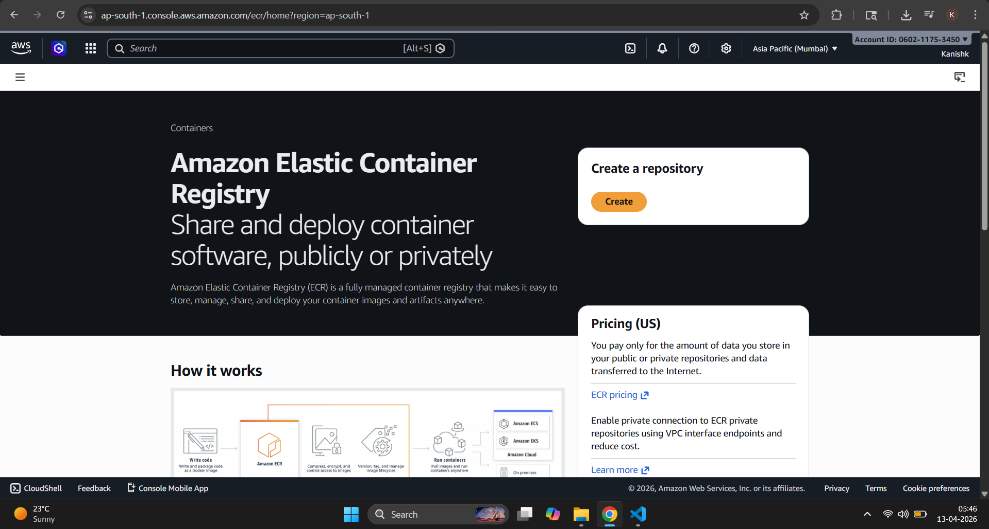 ap-south-1.console.aws.amazon.com/ecr/home?region=ap-south-1
K
aws
Search
[Alt+S]
Asia Pacific (Mumbai)
Account ID: 0602-1175-3450
Kanishk
Containers
Amazon Elastic Container
Registry
Share and deploy container
software, publicly or privately
Amazon Elastic Container Registry (ECR) is a fully managed container registry that makes it easy to
store, manage, share, and deploy your container images and artifacts anywhere.
Create a repository
Create
Pricing (US)
You pay only for the amount of data you store in
your public or private repositories and data
transferred to the Internet.
ECR pricing
Enable private connection to ECR private
repositories using VPC interface endpoints and
reduce cost.
Learn more
How it works
Write code
Write and package code
as a Docker image
Amazon ECR
Compress, encrypt, and
control access to images
Version, tag, and manage
image lifecycles
Run containers
Pull images and run
containers anywhere
Amazon ECS
Amazon EKS
Amazon Cloud
On premises
CloudShell
Feedback
Console Mobile App
© 2026, Amazon Web Services, Inc. or its affiliates.
Privacy
Terms
Cookie preferences
23°C
Sunny
Search
05:46
13-04-2026